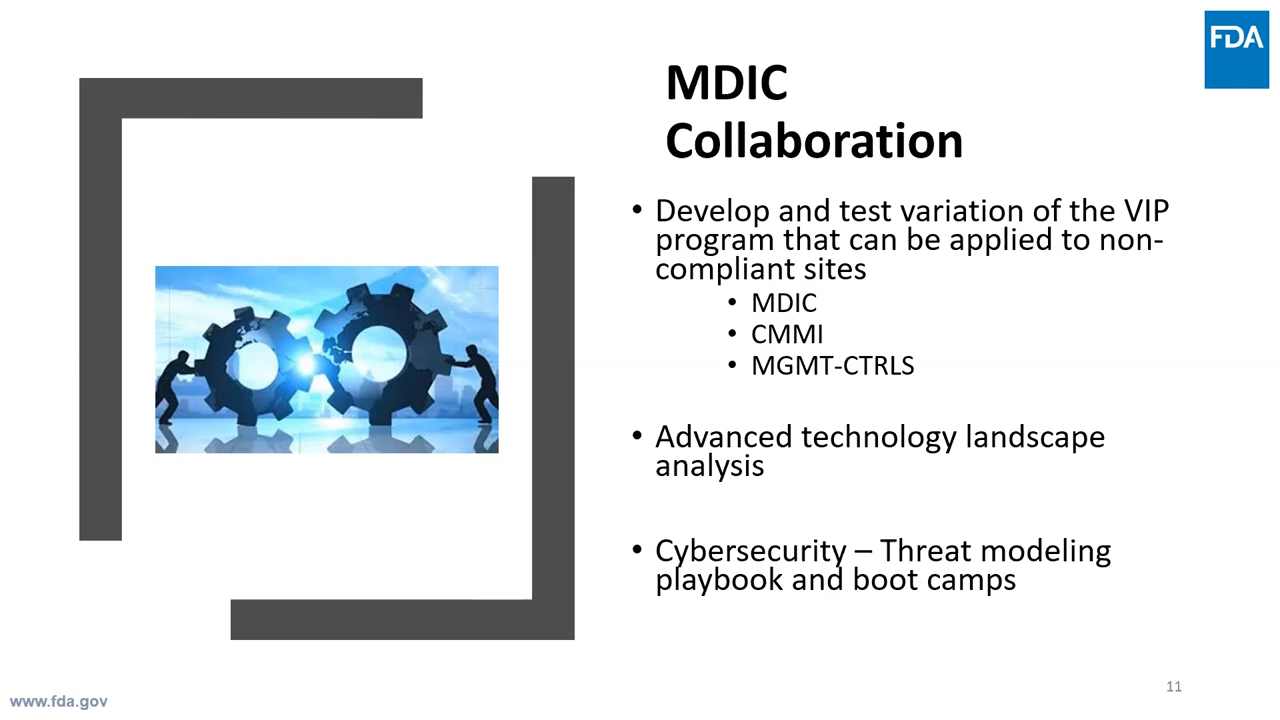 FDA
MDIC
Collaboration
• Develop and test variation of the VIP
program that can be applied to non-
compliant sites
• MDIC
• CMMI
• MGMT-CTRLS
• Advanced technology landscape
analysis
• Cybersecurity – Threat modeling
playbook and boot camps
www.fda.gov
11